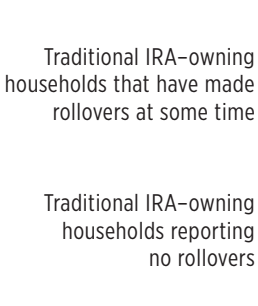 Traditional IRA–owning
households that have made
rollovers at some time
Traditional IRA–owning
households reporting
no rollovers